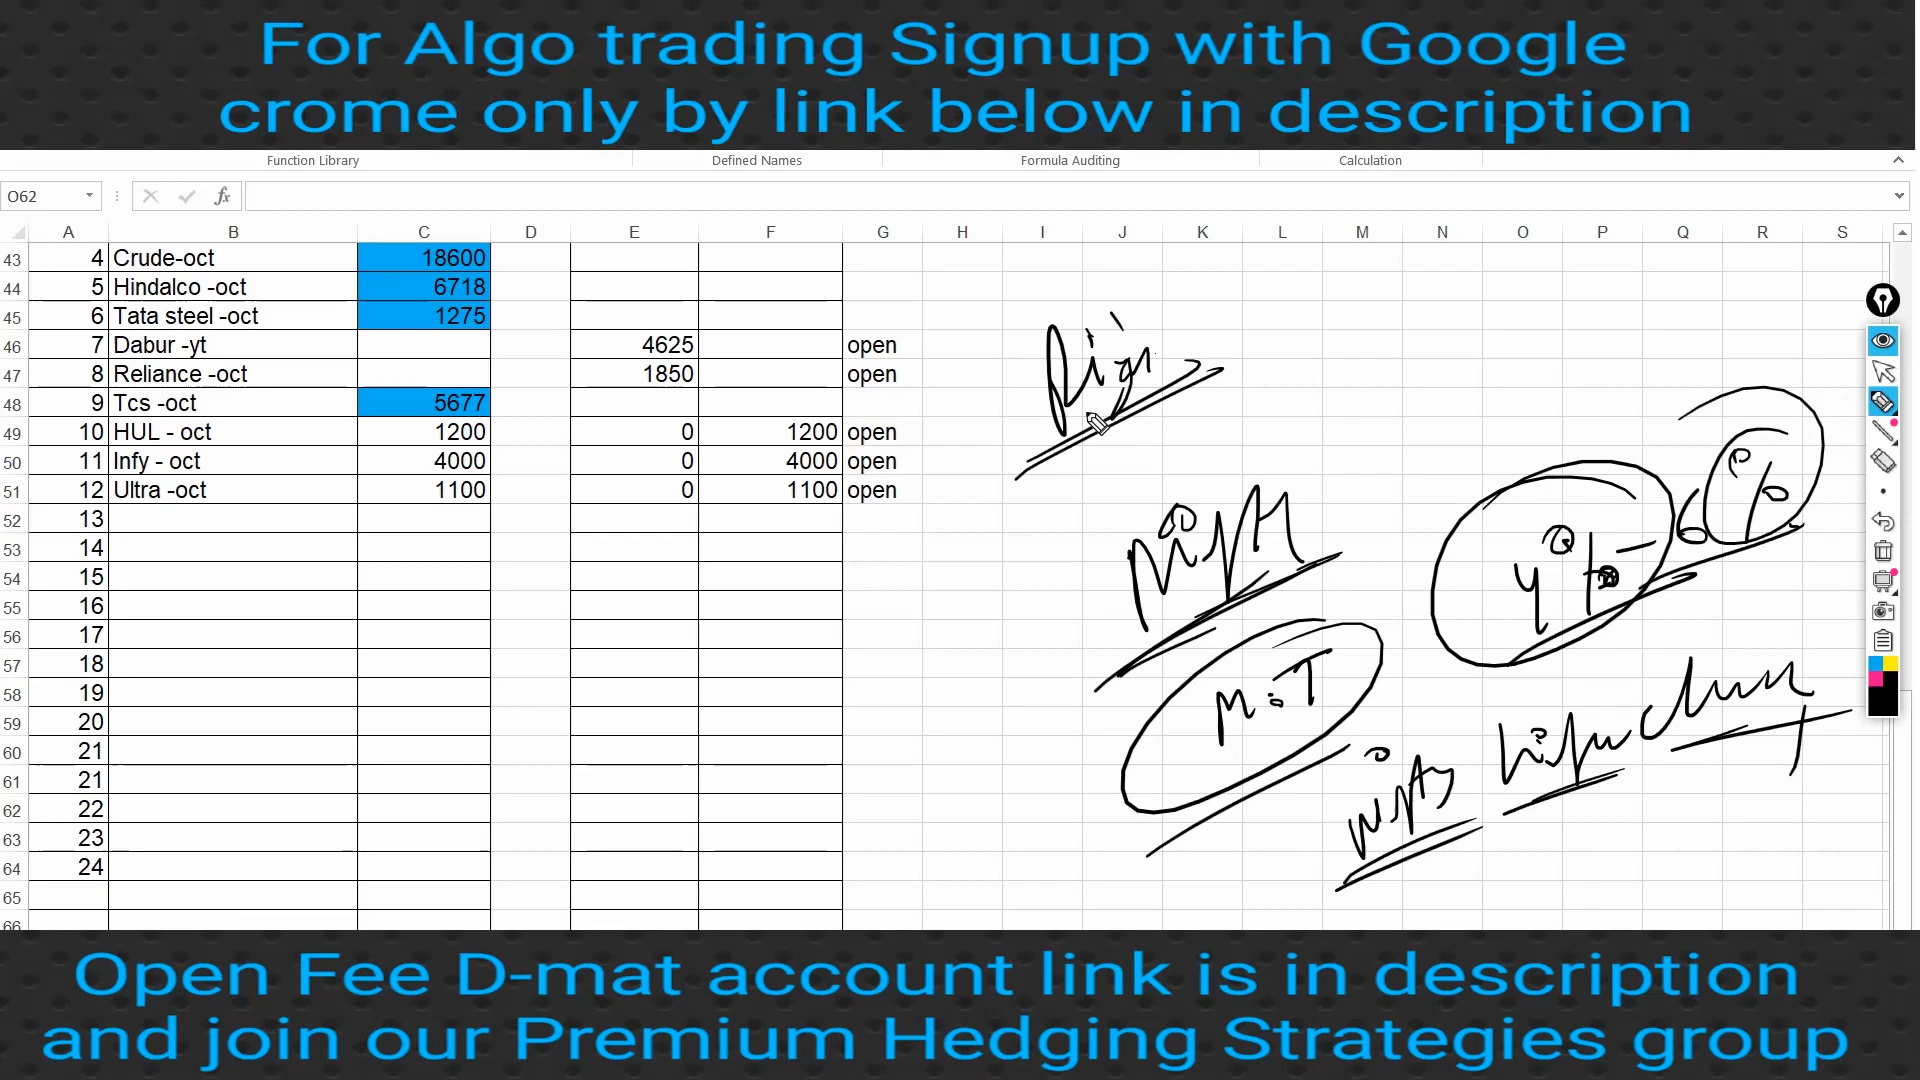 For Algo trading Signup with Google
crome only by link below in description
Function Library Defined Names Formula Auditing Calculation
O62 fx
A B C D E F G H I J K L M N O P Q R S
43 4 Crude-oct 18600
44 5 Hindalco -oct 6718
45 6 Tata steel -oct 1275
46 7 Dabur -yt 4625 open
47 8 Reliance -oct 1850 open
48 9 Tcs -oct 5677
49 10 HUL - oct 1200 0 1200 open
50 11 Infy - oct 4000 0 4000 open
51 12 Ultra -oct 1100 0 1100 open
52 13
53 14
54 15
55 16
56 17
57 18
58 19
59 20
60 21
61 21
62 22
63 23
64 24
65
66
Nifty
M:T
Nifty
Open Fee D-mat account link is in description
and join our Premium Hedging Strategies group